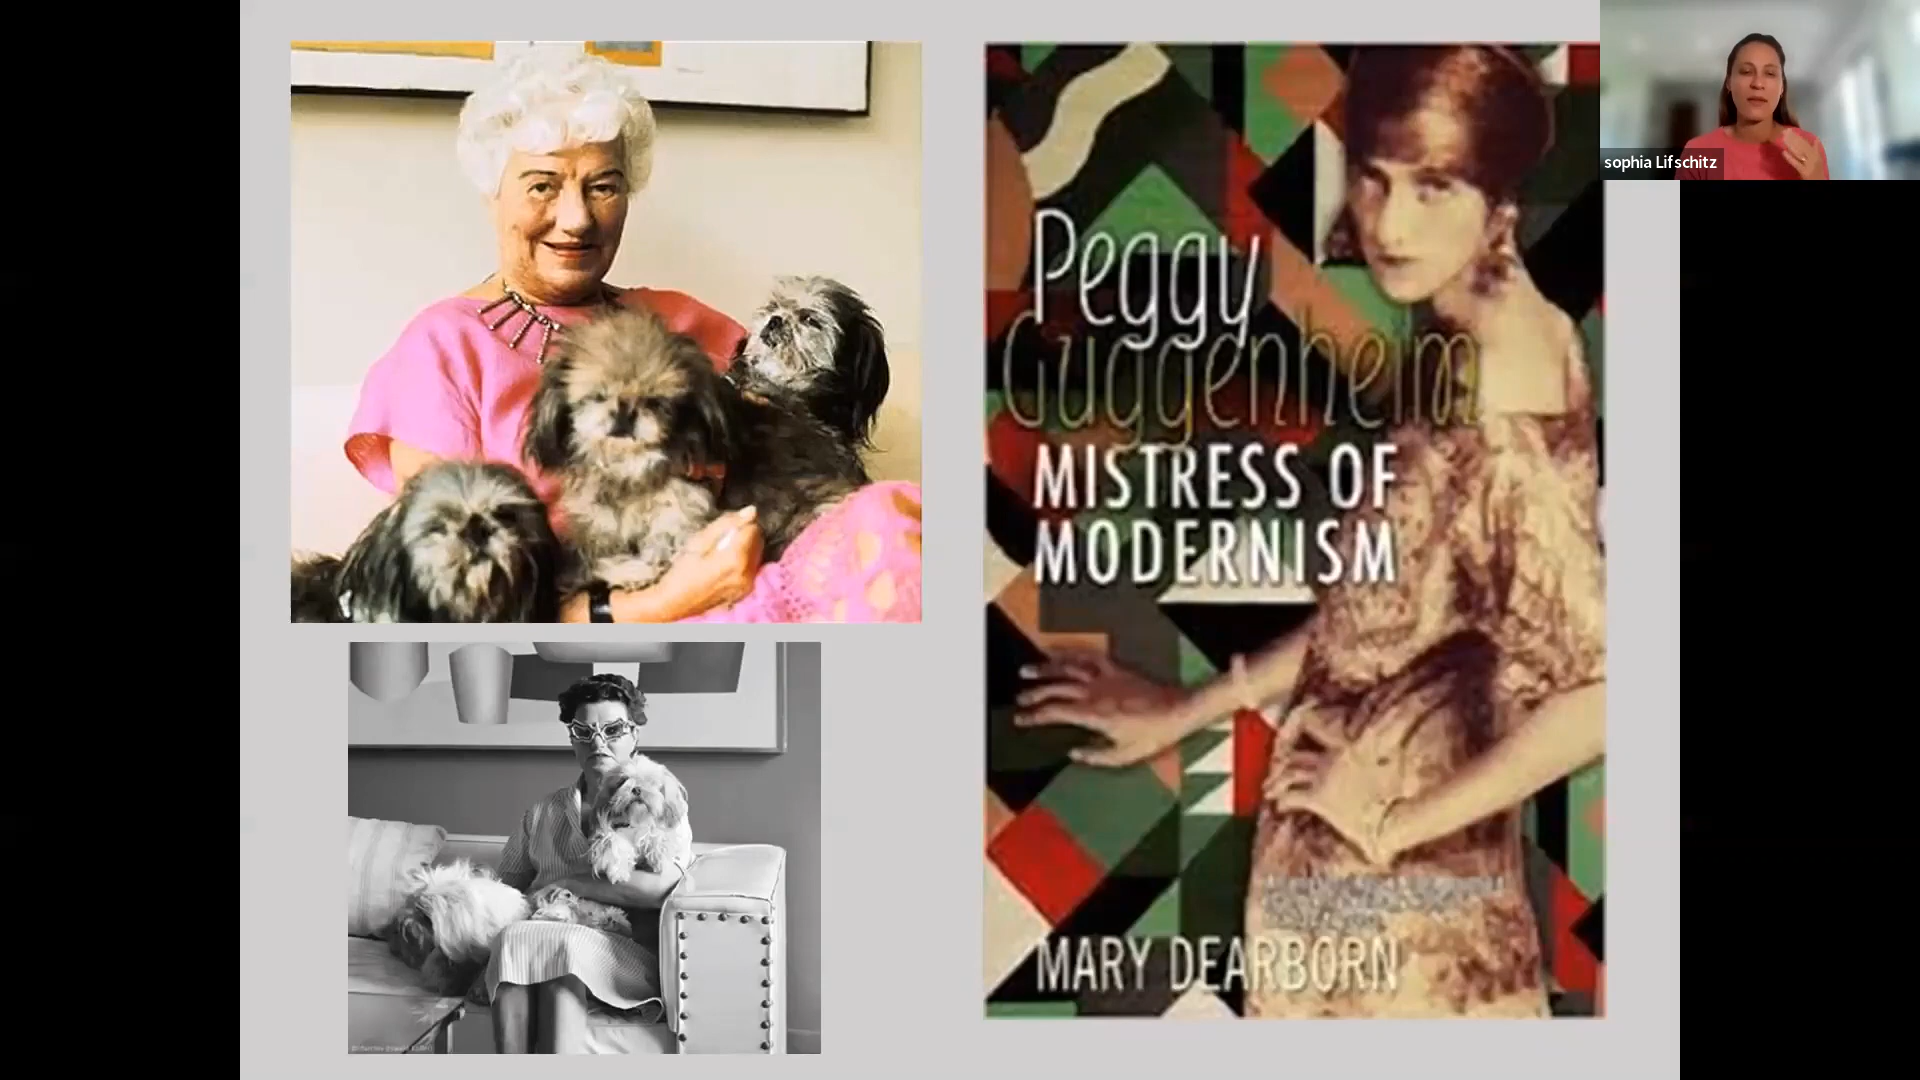 sophia Lifschitz
Peggy
Guggenheim
MISTRESS OF
MODERNISM
MARY DEARBORN